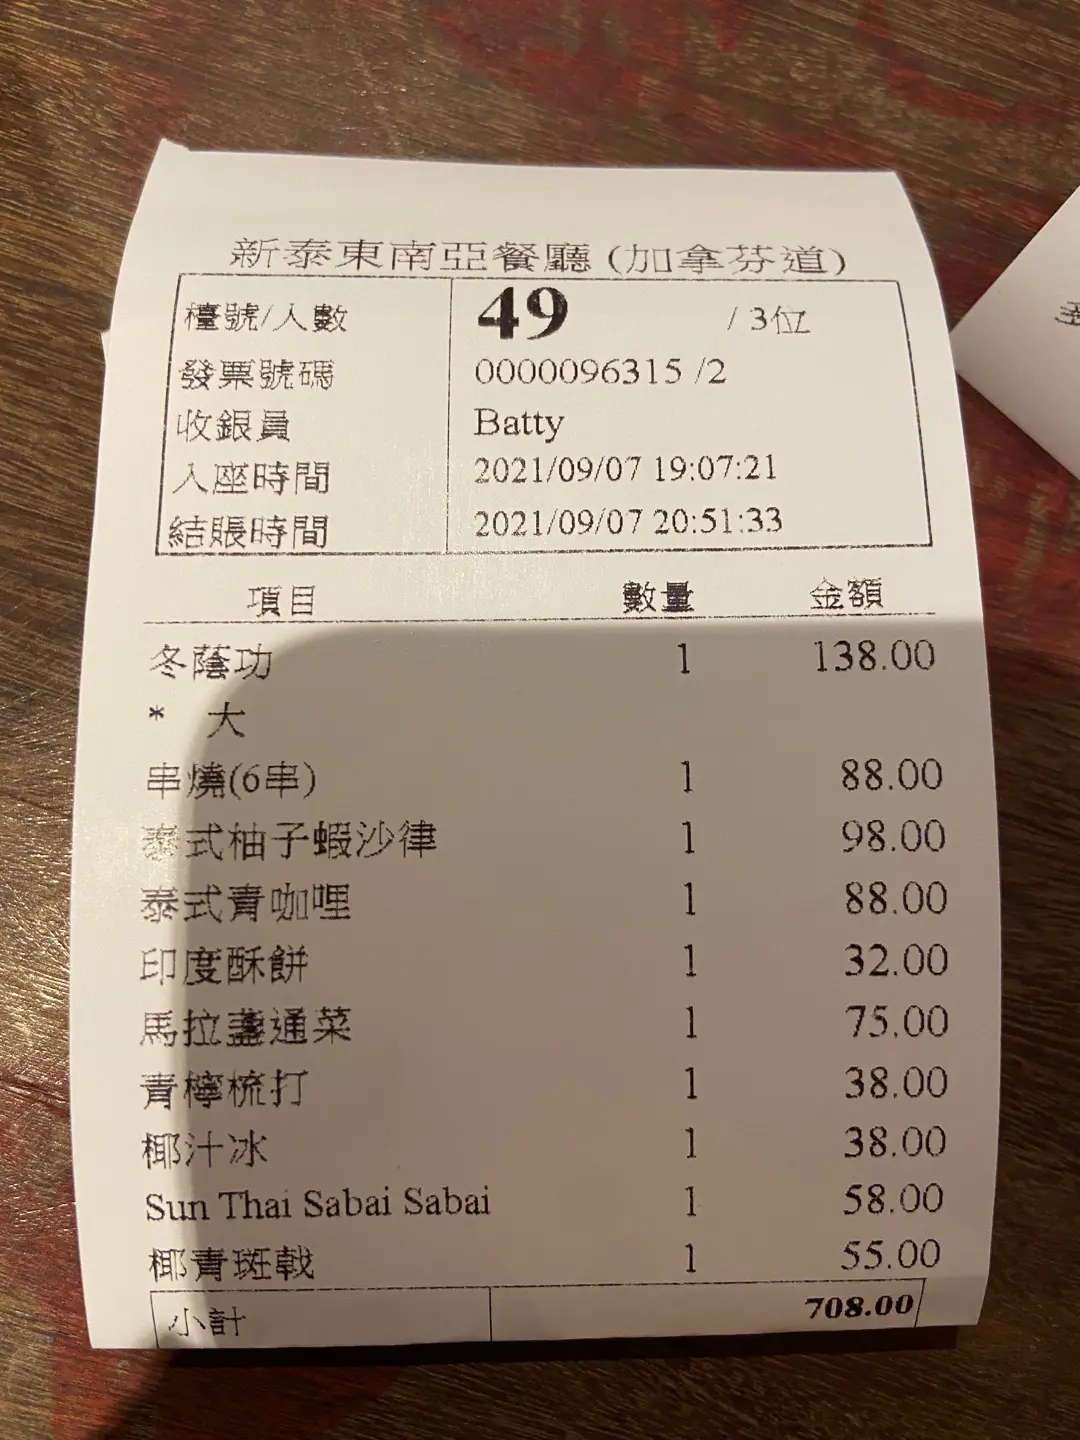 新泰東南亞餐廳 (加拿芬道)
檯號/人數 49 / 3位
發票號碼 0000096315 /2
收銀員 Batty
入座時間 2021/09/07 19:07:21
結賬時間 2021/09/07 20:51:33
項目 數量 金額
冬蔭功 1 138.00
* 大
串燒(6串) 1 88.00
泰式柚子蝦沙律 1 98.00
泰式青咖哩 1 88.00
印度酥餅 1 32.00
馬拉盞通菜 1 75.00
青檸梳打 1 38.00
椰汁冰 1 38.00
Sun Thai Sabai Sabai 1 58.00
椰青斑戟 1 55.00
小計 708.00